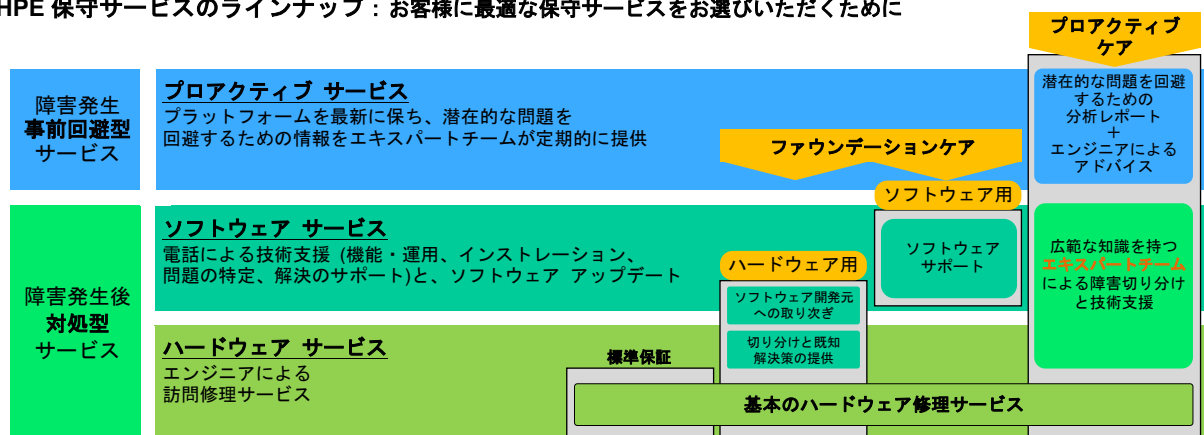 HPE 保守サービスのラインナップ：お客様に最適な保守サービスをお選びいただくために
プロアクティブ
ケア
障害発生
事前回避型
サービス
プロアクティブ サービス
プラットフォームを最新に保ち、潜在的な問題を
回避するための情報をエキスパートチームが定期的に提供
潜在的な問題を回避
するための
分析レポート
＋
エンジニアによる
アドバイス
ファウンデーションケア
ソフトウェア用
障害発生後
対処型
サービス
ソフトウェア サービス
電話による技術支援 (機能・運用、インストレーション、
問題の特定、解決のサポート)と、ソフトウェア アップデート
ハードウェア用
ソフトウェア開発元
への取り次ぎ
切り分けと既知
解決策の提供
ソフトウェア
サポート
広範な知識を持つ
エキスパートチーム
による障害切り分け
と技術支援
ハードウェア サービス
エンジニアによる
訪問修理サービス
標準保証
基本のハードウェア修理サービス